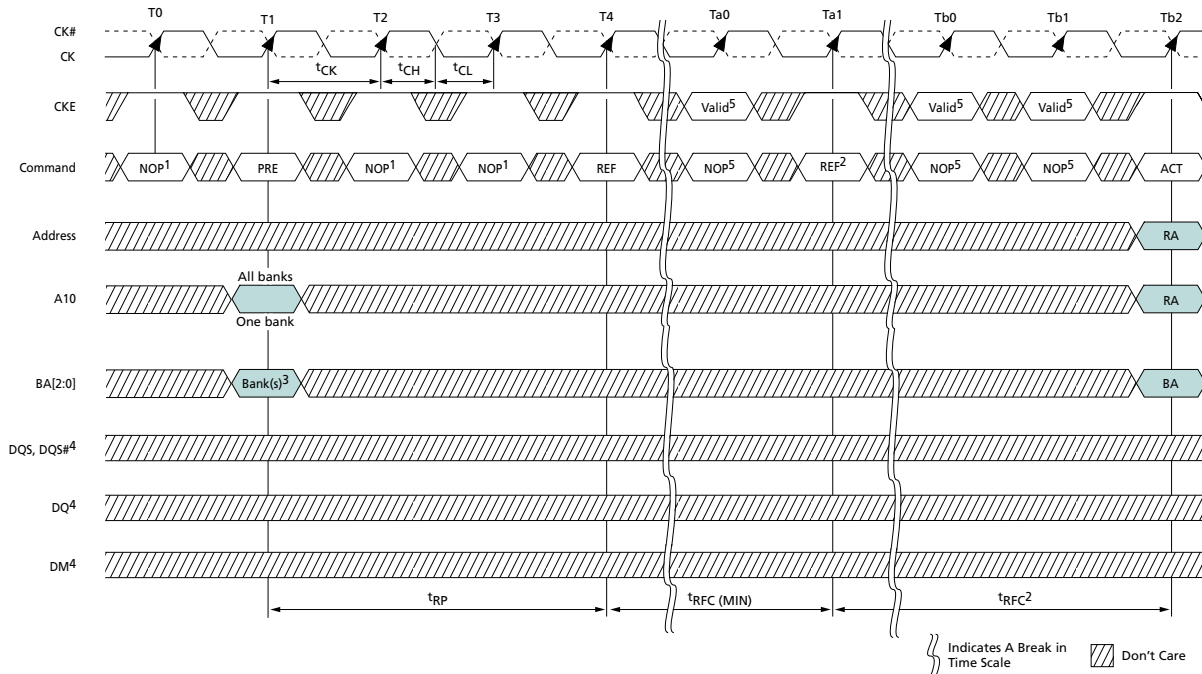 T0 T1 T2 T3 T4 Ta0 Ta1 Tb0 Tb1 Tb2
CK#
CK
tCK tCH tCL
CKE Valid5 Valid5 Valid5
Command NOP1 PRE NOP1 NOP1 REF NOP5 REF2 NOP5 NOP5 ACT
Address RA
All banks
A10 RA
One bank
BA[2:0] Bank(s)3 BA
DQS, DQS#4
DQ4
DM4
tRP tRFC (MIN) tRFC2
Indicates A Break in
Time Scale
Don't Care